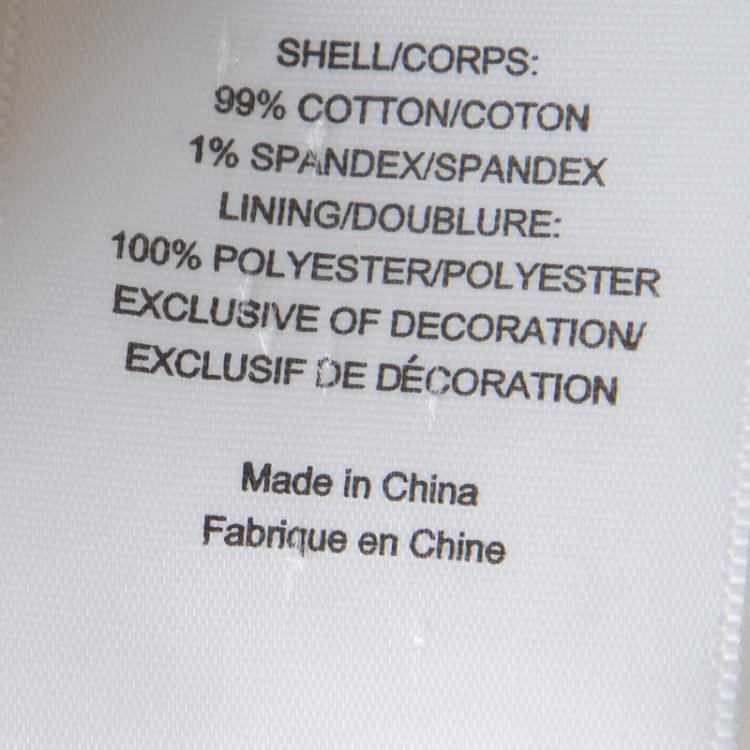 SHELL/CORPS:
99% COTTON/COTON
1% SPANDEX/SPANDEX
LINING/DOUBLURE:
100% POLYESTER/POLYESTER
EXCLUSIVE OF DECORATION/
EXCLUSIF DE DÉCORATION
Made in China
Fabrique en Chine